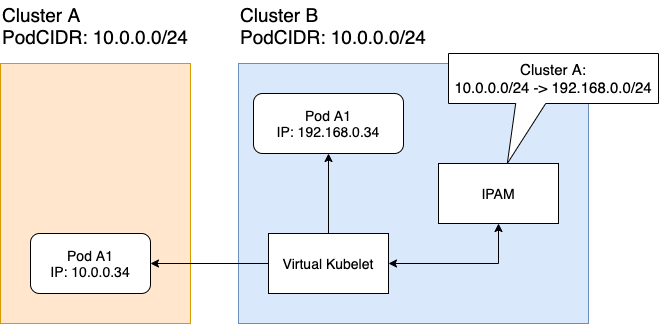 Cluster A
PodCIDR: 10.0.0.0/24
Cluster B
PodCIDR: 10.0.0.0/24
Cluster A:
10.0.0.0/24 -> 192.168.0.0/24
Pod A1
IP: 192.168.0.34
IPAM
Pod A1
IP: 10.0.0.34
Virtual Kubelet